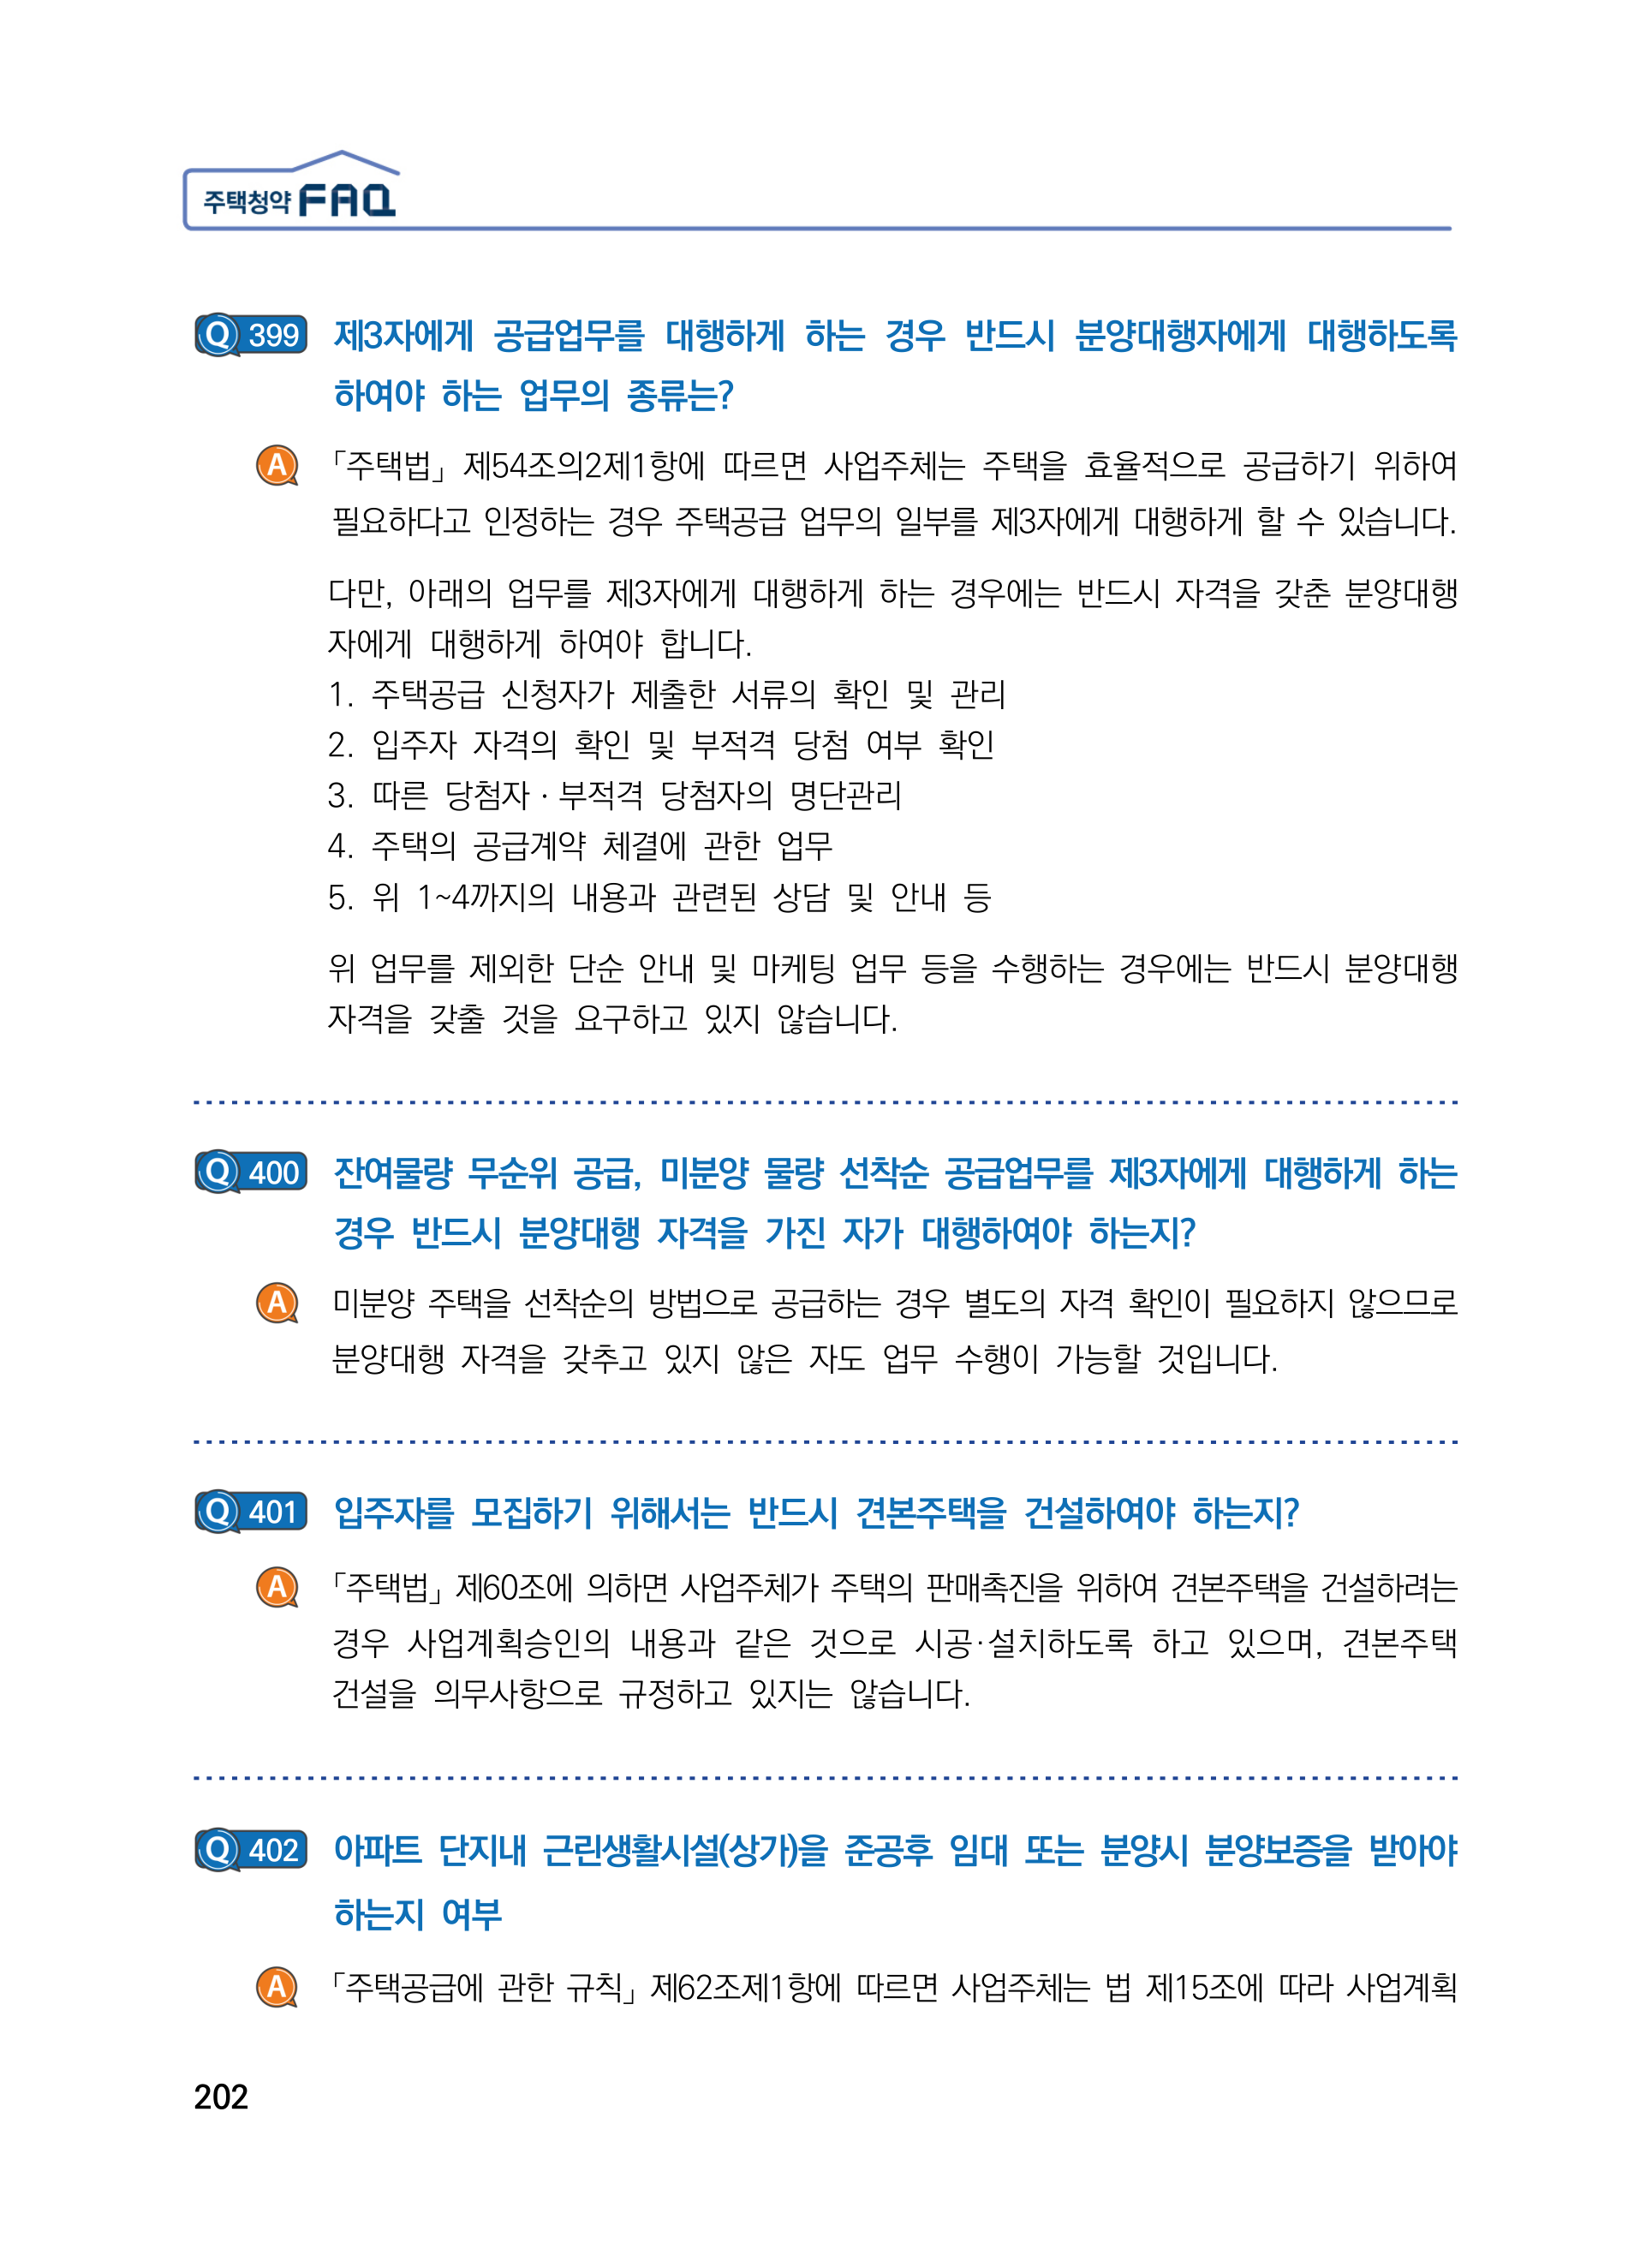 주택청약 FAQ
Q 399 제3자에게 공급업무를 대행하게 하는 경우 반드시 분양대행자에게 대행하도록
하여야 하는 업무의 종류는?
A 「주택법」 제54조의2제1항에 따르면 사업주체는 주택을 효율적으로 공급하기 위하여
필요하다고 인정하는 경우 주택공급 업무의 일부를 제3자에게 대행하게 할 수 있습니다.
다만, 아래의 업무를 제3자에게 대행하게 하는 경우에는 반드시 자격을 갖춘 분양대행
자에게 대행하게 하여야 합니다.
1. 주택공급 신청자가 제출한 서류의 확인 및 관리
2. 입주자 자격의 확인 및 부적격 당첨 여부 확인
3. 따른 당첨자·부적격 당첨자의 명단관리
4. 주택의 공급계약 체결에 관한 업무
5. 위 1~4까지의 내용과 관련된 상담 및 안내 등
위 업무를 제외한 단순 안내 및 마케팅 업무 등을 수행하는 경우에는 반드시 분양대행
자격을 갖출 것을 요구하고 있지 않습니다.
Q 400 잔여물량 무순위 공급, 미분양 물량 선착순 공급업무를 제3자에게 대행하게 하는
경우 반드시 분양대행 자격을 가진 자가 대행하여야 하는지?
A 미분양 주택을 선착순의 방법으로 공급하는 경우 별도의 자격 확인이 필요하지 않으므로
분양대행 자격을 갖추고 있지 않은 자도 업무 수행이 가능할 것입니다.
Q 401 입주자를 모집하기 위해서는 반드시 견본주택을 건설하여야 하는지?
A 「주택법」 제60조에 의하면 사업주체가 주택의 판매촉진을 위하여 견본주택을 건설하려는
경우 사업계획승인의 내용과 같은 것으로 시공·설치하도록 하고 있으며, 견본주택
건설을 의무사항으로 규정하고 있지는 않습니다.
Q 402 아파트 단지내 근린생활시설(상가)을 준공후 임대 또는 분양시 분양보증을 받아야
하는지 여부
A 「주택공급에 관한 규칙」 제62조제1항에 따르면 사업주체는 법 제15조에 따라 사업계획
202